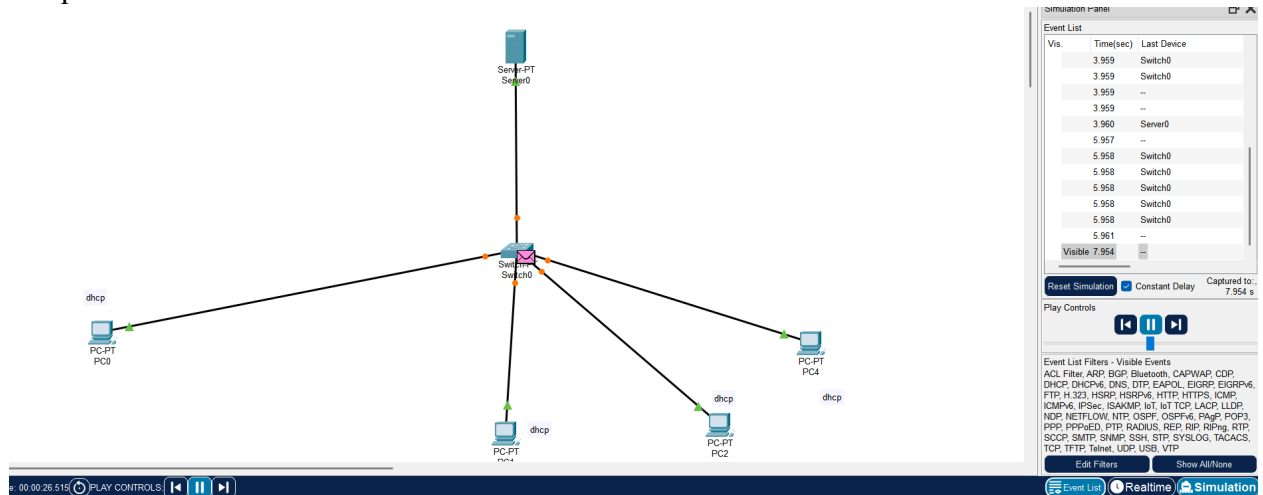 Simulation Panel
Event List
Vis. Time(sec) Last Device
3.959 Switch0
3.959 Switch0
3.959 --
3.959 --
3.960 Server0
5.957 --
5.958 Switch0
5.958 Switch0
5.958 Switch0
5.958 Switch0
5.958 Switch0
5.961 --
Visible 7.954 --
Reset Simulation Constant Delay Captured to:,
7.954 s
Play Controls
Event List Filters - Visible Events
ACL Filter, ARP, BGP, Bluetooth, CAPWAP, CDP,
DHCP, DHCPv6, DNS, DTP, EAPOL, EIGRP, EIGRPv6,
FTP, H.323, HSRP, HSRPv6, HTTP, HTTPS, ICMP,
ICMPv6, IPSec, ISAKMP, IoT, IoT TCP, LACP, LLDP,
NDP, NETFLOW, NTP, OSPF, OSPFv6, PAgP, POP3,
PPP, PPPoED, PTP, RADIUS, REP, RIP, RIPng, RTP,
SCCP, SMTP, SNMP, SSH, STP, SYSLOG, TACACS,
TCP, TFTP, Telnet, UDP, USB, VTP
Edit Filters Show All/None
Server-PT
Server0
Switch0
dhcp
PC-PT
PC0
dhcp
PC-PT
dhcp
PC-PT
PC2
PC-PT
PC4
dhcp
e: 00:00:26.515 PLAY CONTROLS:
Event List Realtime Simulation